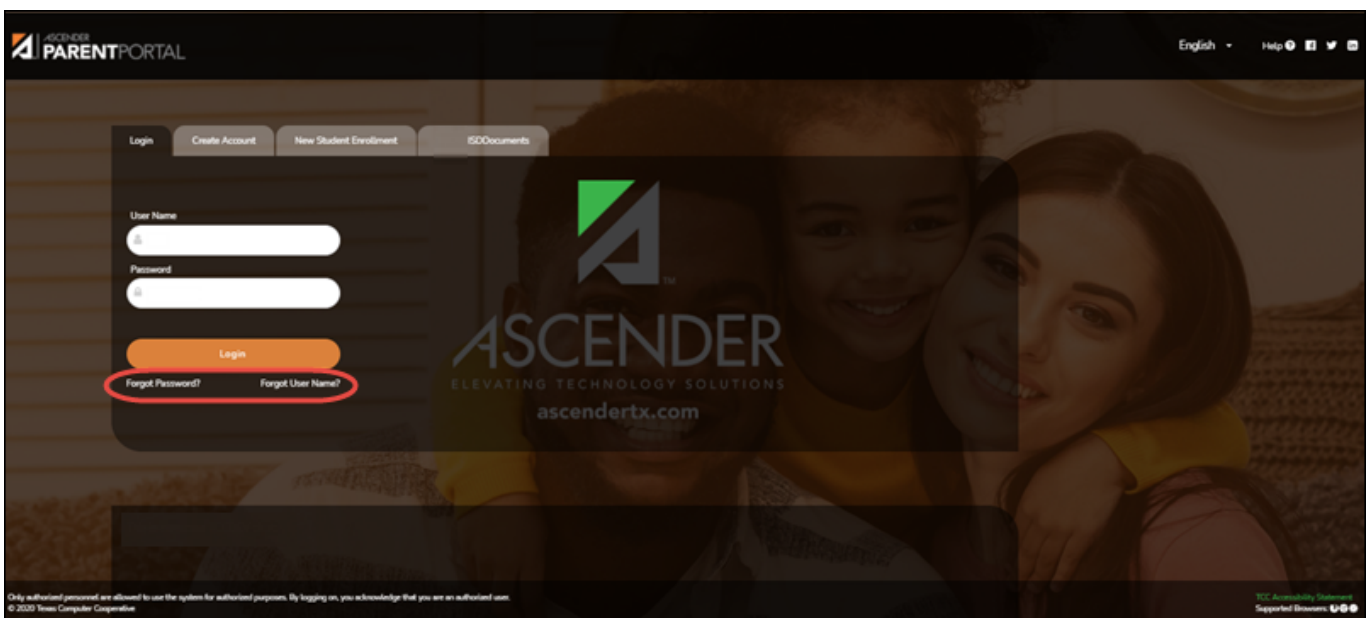 ASCENDER
PARENTPORTAL
English
Help
Login
Create Account
New Student Enrollment
ISDDocuments
User Name
Password
Login
Forgot Password?
Forgot User Name?
TM
ASCENDER
ELEVATING TECHNOLOGY SOLUTIONS
ascendertx.com
Only authorized personnel are allowed to use the system for authorized purposes. By logging on, you acknowledge that you are an authorized user.
© 2020 Texas Computer Cooperative
TCC Accessibility Statement
Supported Browsers: